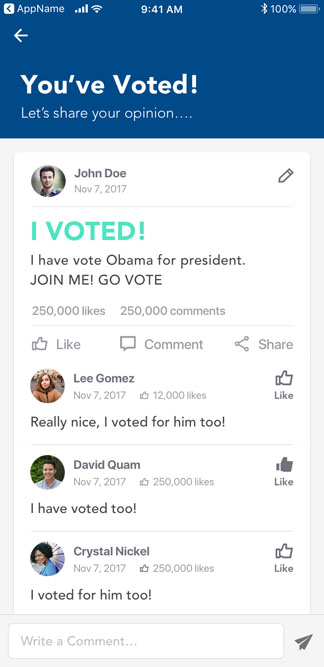 AppName 9:41 AM 100%
You've Voted!
Let's share your opinion....
John Doe
Nov 7, 2017
I VOTED!
I have vote Obama for president.
JOIN ME! GO VOTE
250,000 likes 250,000 comments
Like Comment Share
Lee Gomez
Nov 7, 2017 12,000 likes Like
Really nice, I voted for him too!
David Quam
Nov 7, 2017 250,000 likes Like
I have voted too!
Crystal Nickel
Nov 7, 2017 250,000 likes Like
I voted for him too!
Write a Comment...